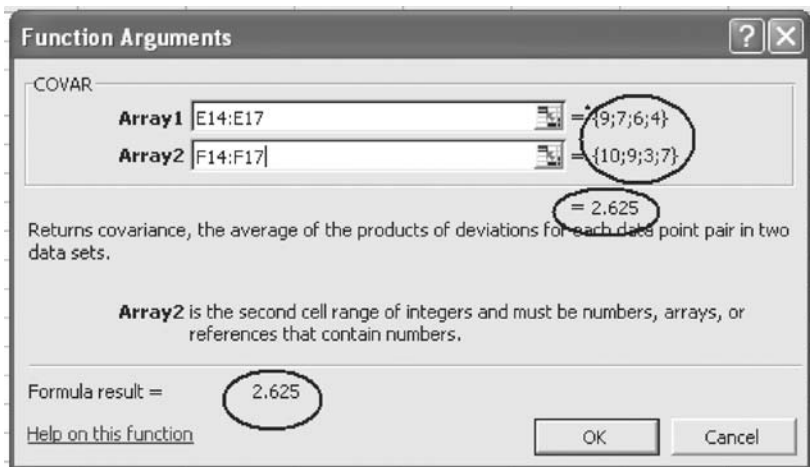 Function Arguments
COVAR
Array1 E14:E17 = {9;7;6;4}
Array2 F14:F17 = {10;9;3;7}
= 2.625
Returns covariance, the average of the products of deviations for each data point pair in two
data sets.
Array2 is the second cell range of integers and must be numbers, arrays, or
references that contain numbers.
Formula result = 2.625
Help on this function
OK Cancel